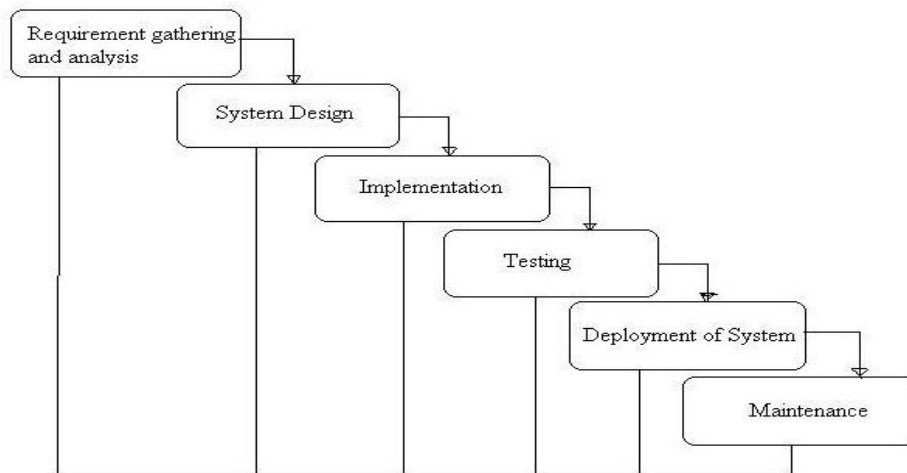 Requirement gathering
and analysis
System Design
Implementation
Testing
Deployment of System
Maintenance